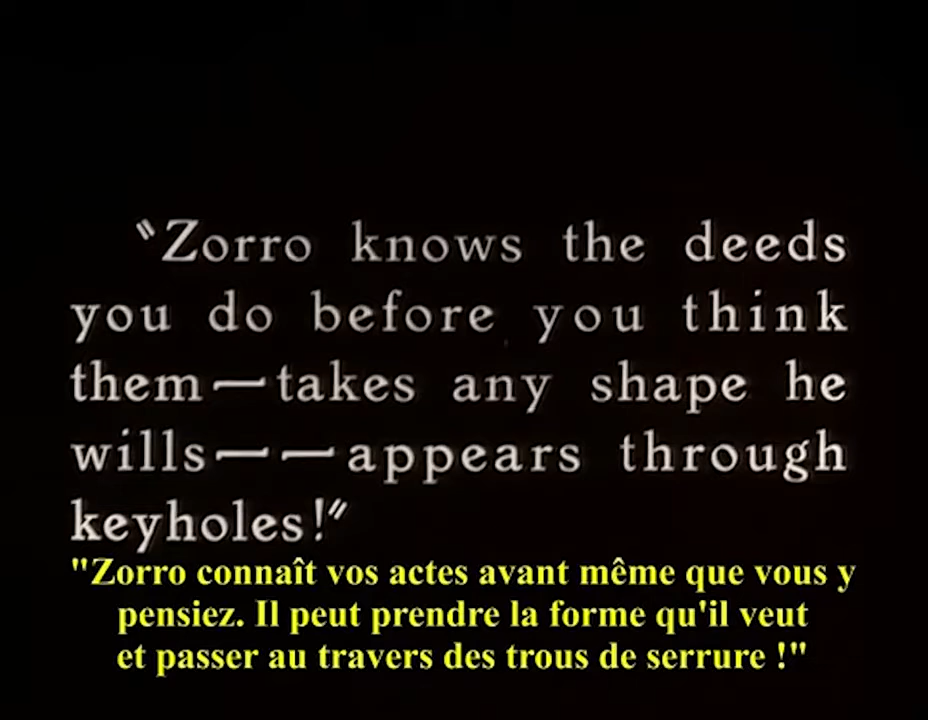 "Zorro knows the deeds
you do before you think
them—takes any shape he
wills——appears through
keyholes!"
"Zorro connaît vos actes avant même que vous y
pensiez. Il peut prendre la forme qu'il veut
et passer au travers des trous de serrure !"